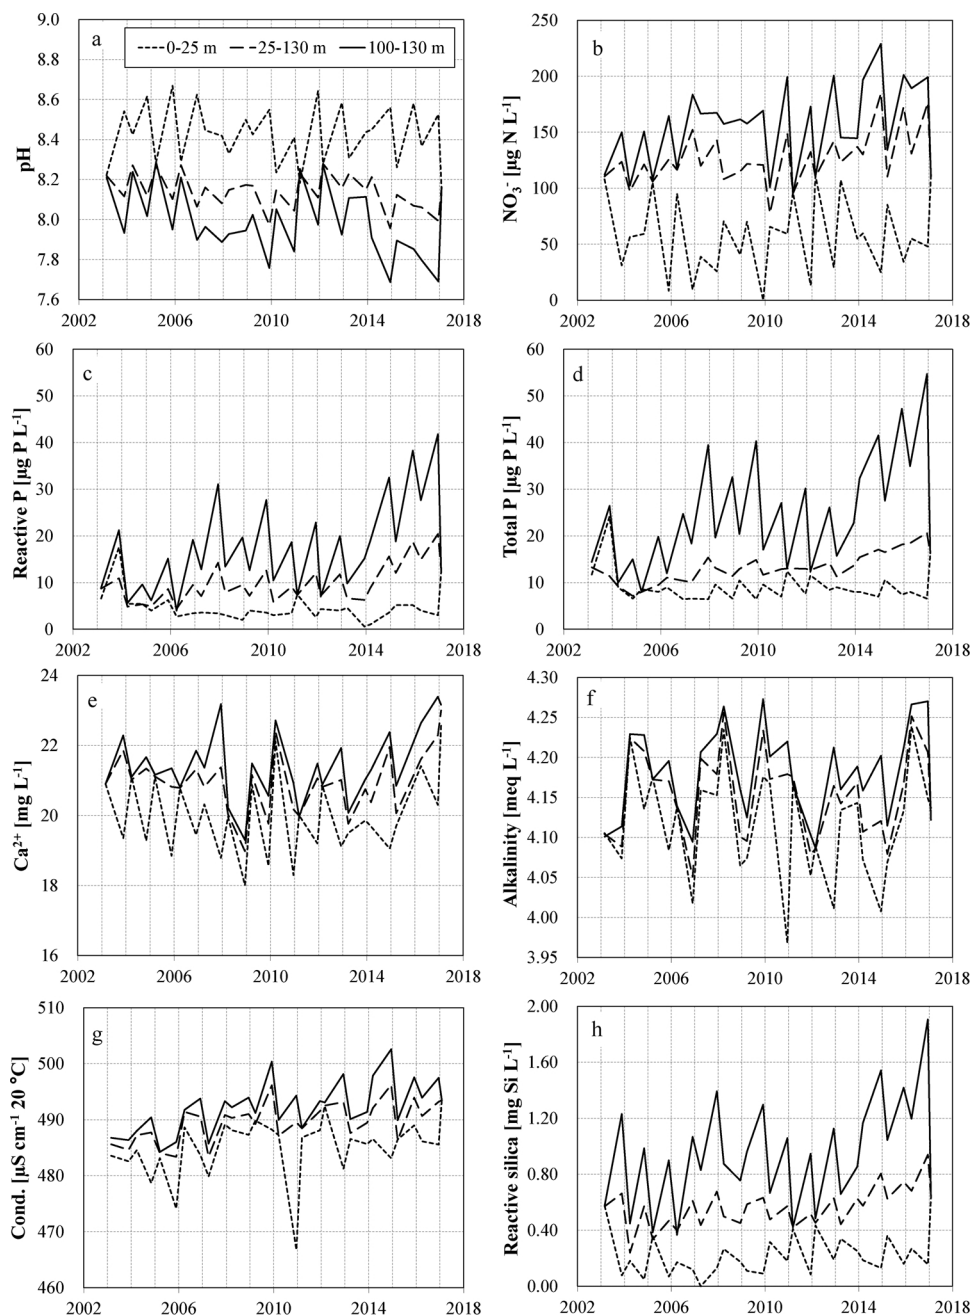 a
0-25 m 25-130 m 100-130 m
pH
9.0
8.8
8.6
8.4
8.2
8.0
7.8
7.6
2002 2006 2010 2014 2018
b
NO₃⁻ [µg N L⁻¹]
250
200
150
100
50
0
2002 2006 2010 2014 2018
c
Reactive P [µg P L⁻¹]
60
50
40
30
20
10
0
2002 2006 2010 2014 2018
d
Total P [µg P L⁻¹]
60
50
40
30
20
10
0
2002 2006 2010 2014 2018
e
Ca²⁺ [mg L⁻¹]
24
22
20
18
16
2002 2006 2010 2014 2018
f
Alkalinity [meq L⁻¹]
4.30
4.25
4.20
4.15
4.10
4.05
4.00
3.95
2002 2006 2010 2014 2018
g
Cond. [µS cm⁻¹ 20 °C]
510
500
490
480
470
460
2002 2006 2010 2014 2018
h
Reactive silica [mg Si L⁻¹]
2.00
1.60
1.20
0.80
0.40
0.00
2002 2006 2010 2014 2018